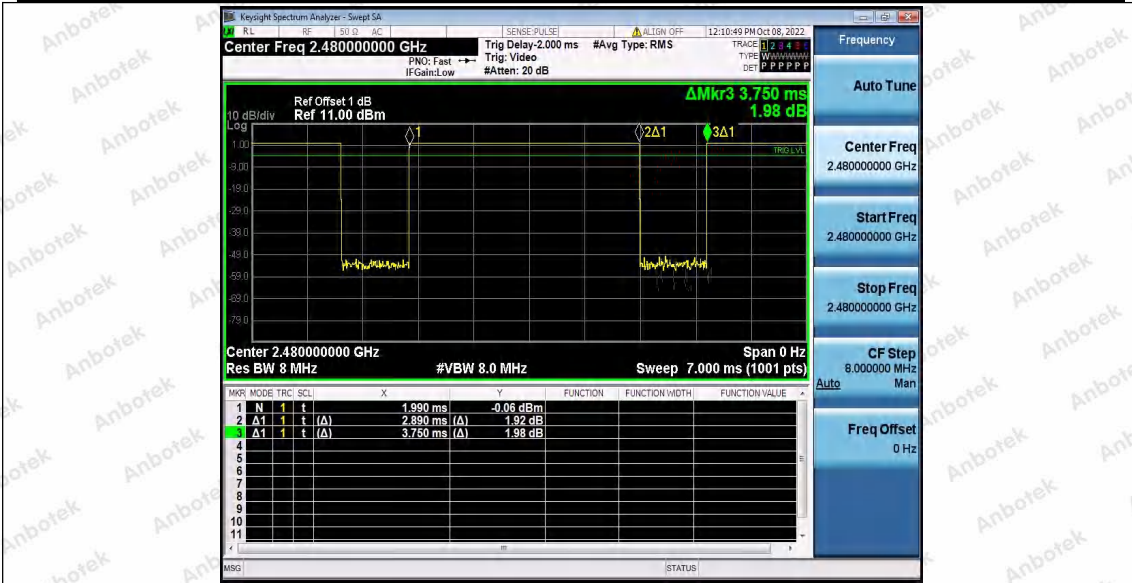 Keysight Spectrum Analyzer - Swept SA
RL RF 50 Ω AC SENSE:PULSE ALIGN OFF 12:10:49 PM Oct 08, 2022
Center Freq 2.480000000 GHz
PNO: Fast
IFGain:Low
Trig Delay-2.000 ms
Trig: Video
#Atten: 20 dB
#Avg Type: RMS
TRACE 1 2 3 4 5 6
TYPE WWWWWW
DET P P P P P P
Frequency
Auto Tune
Center Freq
2.480000000 GHz
Start Freq
2.480000000 GHz
Stop Freq
2.480000000 GHz
CF Step
8.000000 MHz
Auto Man
Freq Offset
0 Hz
ΔMkr3 3.750 ms
1.98 dB
Ref Offset 1 dB
10 dB/div Ref 11.00 dBm
Log
1 2Δ1 3Δ1
TRIG LVL
1.00
-9.00
-19.0
-29.0
-39.0
-49.0
-59.0
-69.0
-79.0
Center 2.480000000 GHz Span 0 Hz
Res BW 8 MHz #VBW 8.0 MHz Sweep 7.000 ms (1001 pts)
MKR MODE TRC SCL X Y FUNCTION FUNCTION WIDTH FUNCTION VALUE
1 N 1 t 1.990 ms -0.06 dBm
2 Δ1 1 t (Δ) 2.890 ms (Δ) 1.92 dB
3 Δ1 1 t (Δ) 3.750 ms (Δ) 1.98 dB
4
5
6
7
8
9
10
11
MSG STATUS
Anbotek